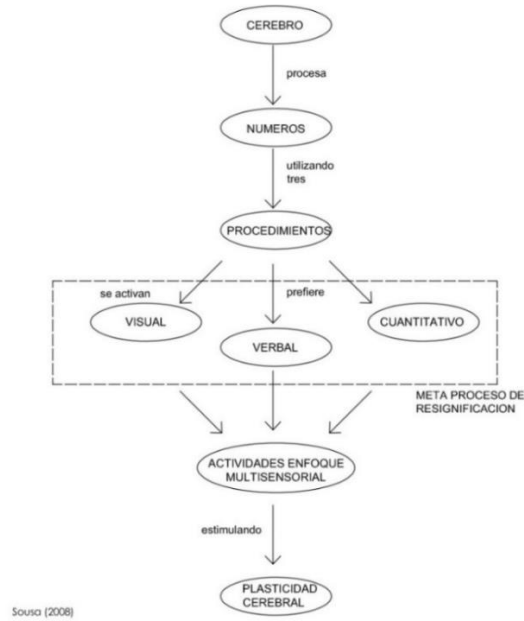 CEREBRO
procesa
NUMEROS
utilizando
tres
PROCEDIMIENTOS
se activan
prefiere
VISUAL
VERBAL
CUANTITATIVO
META PROCESO DE
RESIGNIFICACION
ACTIVIDADES ENFOQUE
MULTISENSORIAL
estimulando
PLASTICIDAD
CEREBRAL
Sousa (2008)